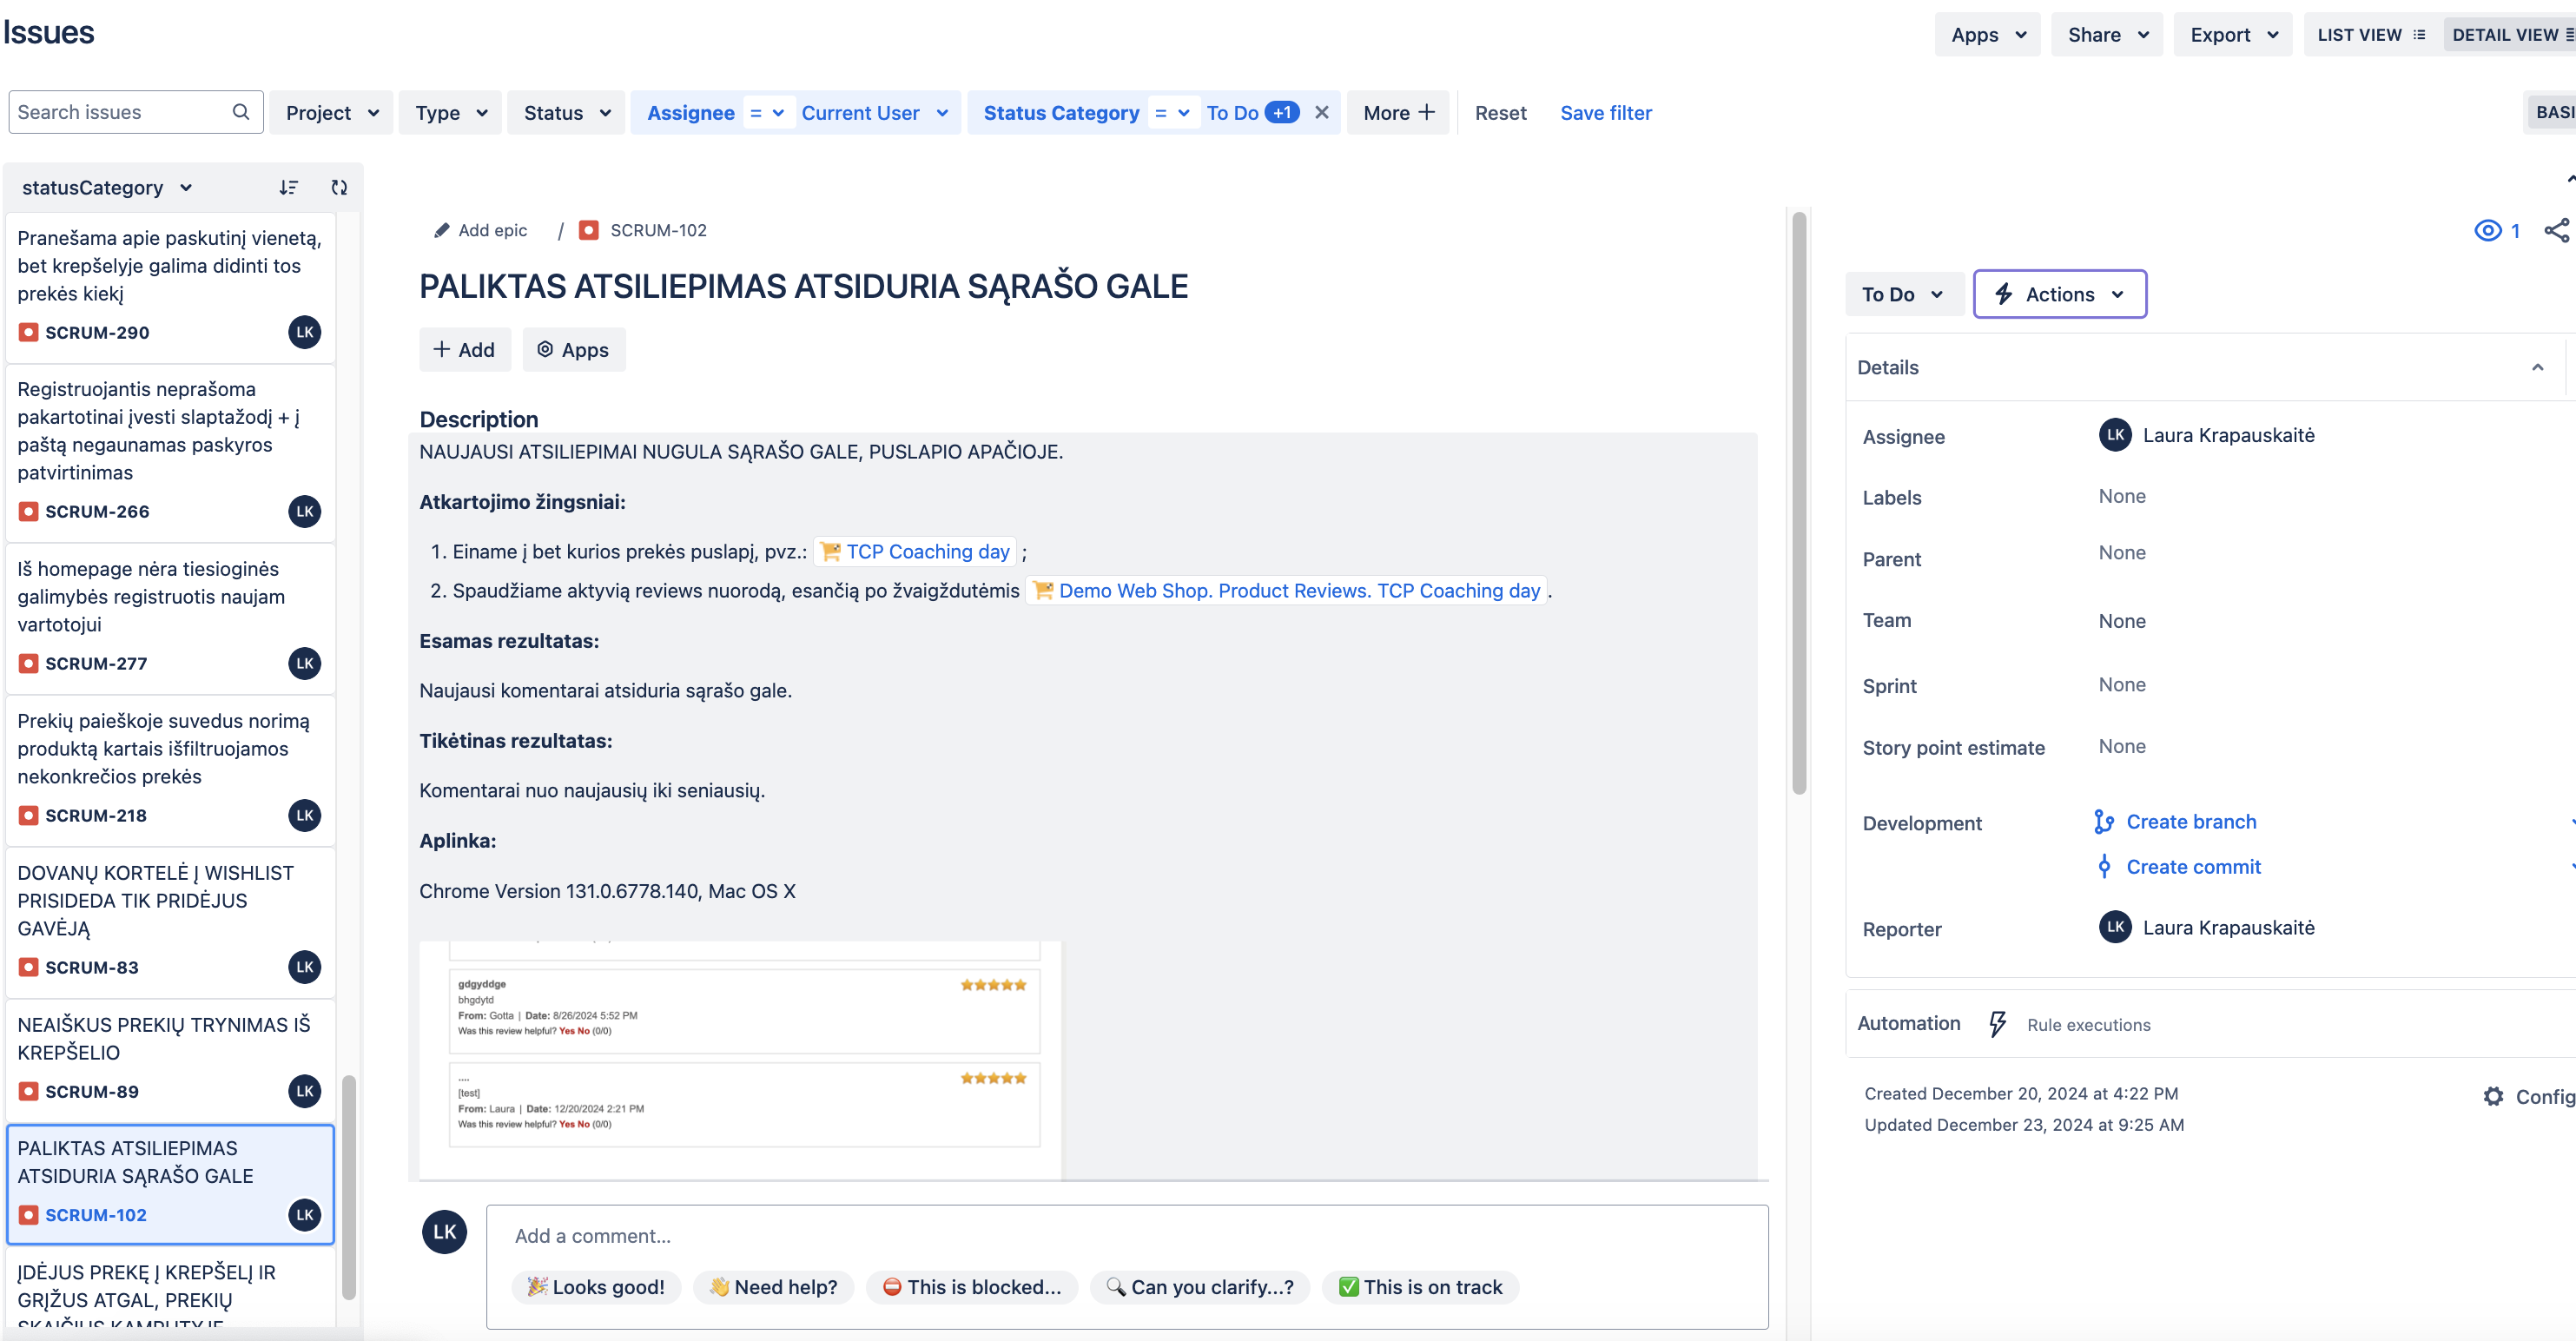 Issues
Apps
Share
Export
LIST VIEW
DETAIL VIEW
Search issues
Project
Type
Status
Assignee = Current User
Status Category = To Do +1
More
Reset
Save filter
BASI
statusCategory
Pranešama apie paskutinį vienetą,
bet krepšelyje galima didinti tos
prekės kiekį
SCRUM-290
LK
Registruojantis neprašoma
pakartotinai įvesti slaptažodį + į
paštą negaunamas paskyros
patvirtinimas
SCRUM-266
LK
Iš homepage nėra tiesioginės
galimybės registruotis naujam
vartotojui
SCRUM-277
LK
Prekių paieškoje suvedus norimą
produktą kartais išfiltruojamos
nekonkrečios prekės
SCRUM-218
LK
DOVANŲ KORTELĖ Į WISHLIST
PRISIDEDA TIK PRIDĖJUS
GAVĖJĄ
SCRUM-83
LK
NEAIŠKUS PREKIŲ TRYNIMAS IŠ
KREPŠELIO
SCRUM-89
LK
PALIKTAS ATSILIEPIMAS
ATSIDURIA SĄRAŠO GALE
SCRUM-102
LK
ĮDĖJUS PREKĘ Į KREPŠELĮ IR
GRĮŽUS ATGAL, PREKIŲ
SKAIČIUS KAMPUTYJE
Add epic / SCRUM-102
PALIKTAS ATSILIEPIMAS ATSIDURIA SĄRAŠO GALE
Add
Apps
Description
NAUJAUSI ATSILIEPIMAI NUGULA SĄRAŠO GALE, PUSLAPIO APAČIOJE.
Atkartojimo žingsniai:
1. Einame į bet kurios prekės puslapį, pvz.: TCP Coaching day ;
2. Spaudžiame aktyvią reviews nuorodą, esančią po žvaigždutėmis Demo Web Shop. Product Reviews. TCP Coaching day .
Esamas rezultatas:
Naujausi komentarai atsiduria sąrašo gale.
Tikėtinas rezultatas:
Komentarai nuo naujausių iki seniausių.
Aplinka:
Chrome Version 131.0.6778.140, Mac OS X
gdgyddge
bhgdytd
From: Gotta | Date: 8/26/2024 5:52 PM
Was this review helpful? Yes No (0/0)
....
[test]
From: Laura | Date: 12/20/2024 2:21 PM
Was this review helpful? Yes No (0/0)
LK
Add a comment...
Looks good!
Need help?
This is blocked...
Can you clarify...?
This is on track
1
To Do
Actions
Details
Assignee
LK Laura Krapauskaitė
Labels
None
Parent
None
Team
None
Sprint
None
Story point estimate
None
Development
Create branch
Create commit
Reporter
LK Laura Krapauskaitė
Automation
Rule executions
Created December 20, 2024 at 4:22 PM
Updated December 23, 2024 at 9:25 AM
Config